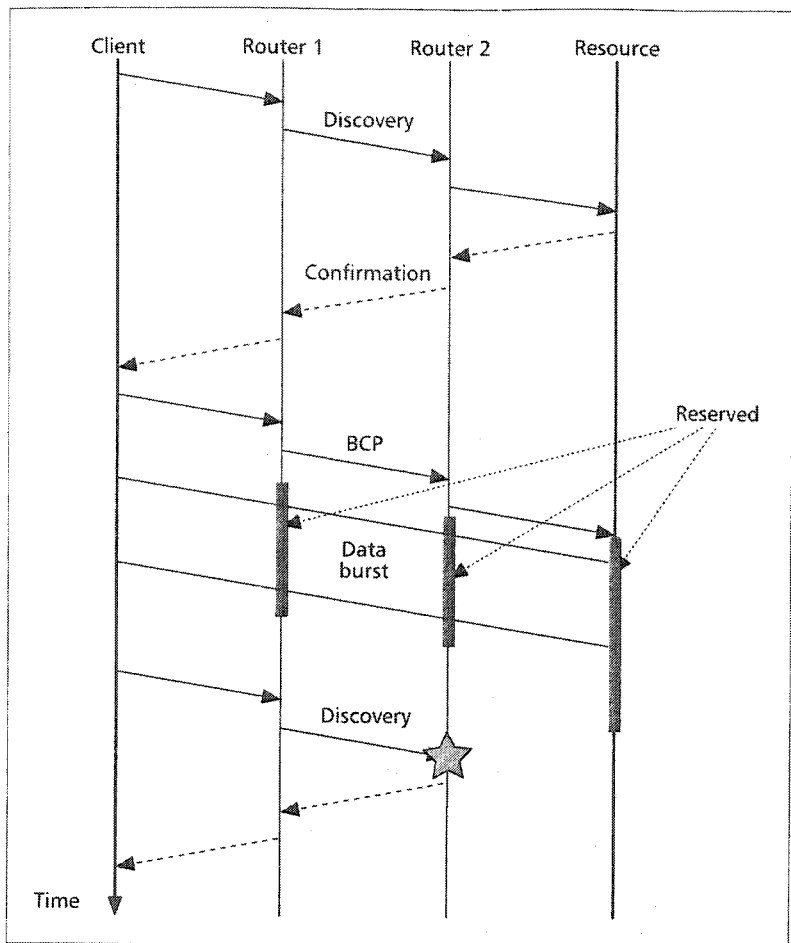 Client
Router 1
Router 2
Resource
Discovery
Confirmation
Reserved
BCP
Data
burst
Discovery
Time